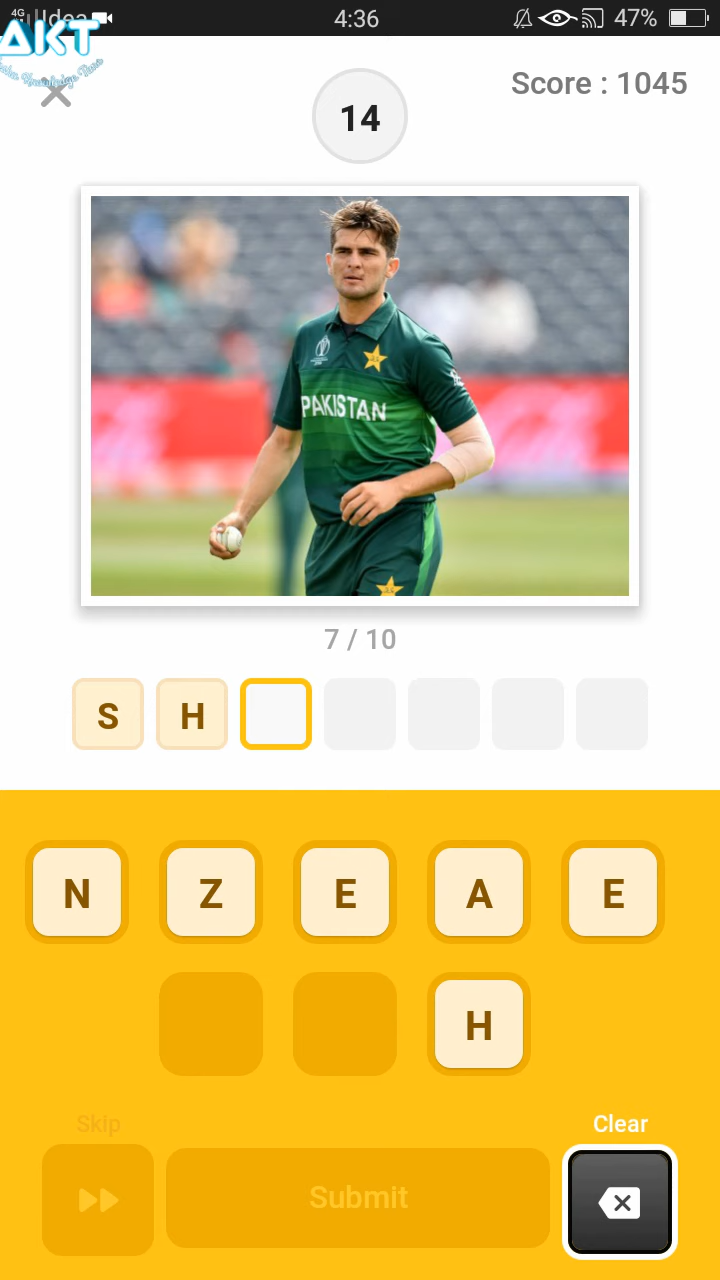 4G Idea 4:36 47%
AKT
Score : 1045
14
PAKISTAN
7 / 10
S H
N Z E A E
H
Skip Clear
Submit